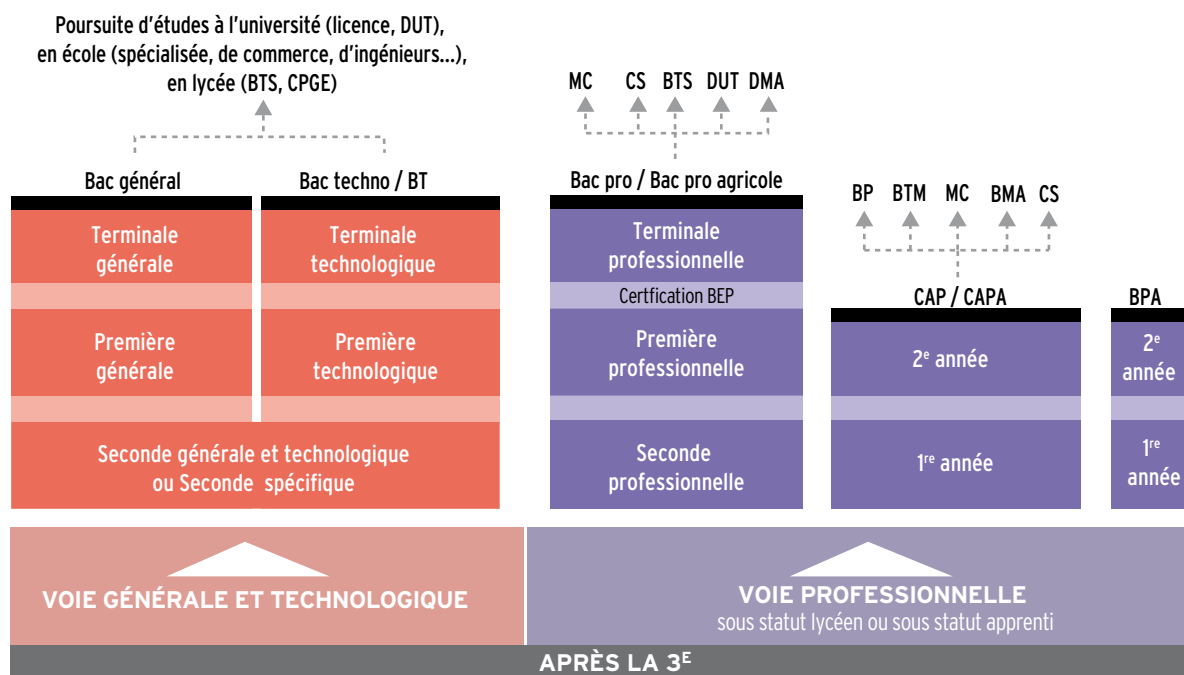 Poursuite d'études à l'université (licence, DUT),
en école (spécialisée, de commerce, d'ingénieurs...),
en lycée (BTS, CPGE)
MC CS BTS DUT DMA
Bac général
Bac techno / BT
Bac pro / Bac pro agricole
BP BTM MC BMA CS
CAP / CAPA
BPA
Terminale
générale
Terminale
technologique
Terminale
professionnelle
Certfication BEP
Première
générale
Première
technologique
Première
professionnelle
2e année
2e
année
Seconde générale et technologique
ou Seconde spécifique
Seconde
professionnelle
1re année
1re
année
VOIE GÉNÉRALE ET TECHNOLOGIQUE
VOIE PROFESSIONNELLE
sous statut lycéen ou sous statut apprenti
APRÈS LA 3E